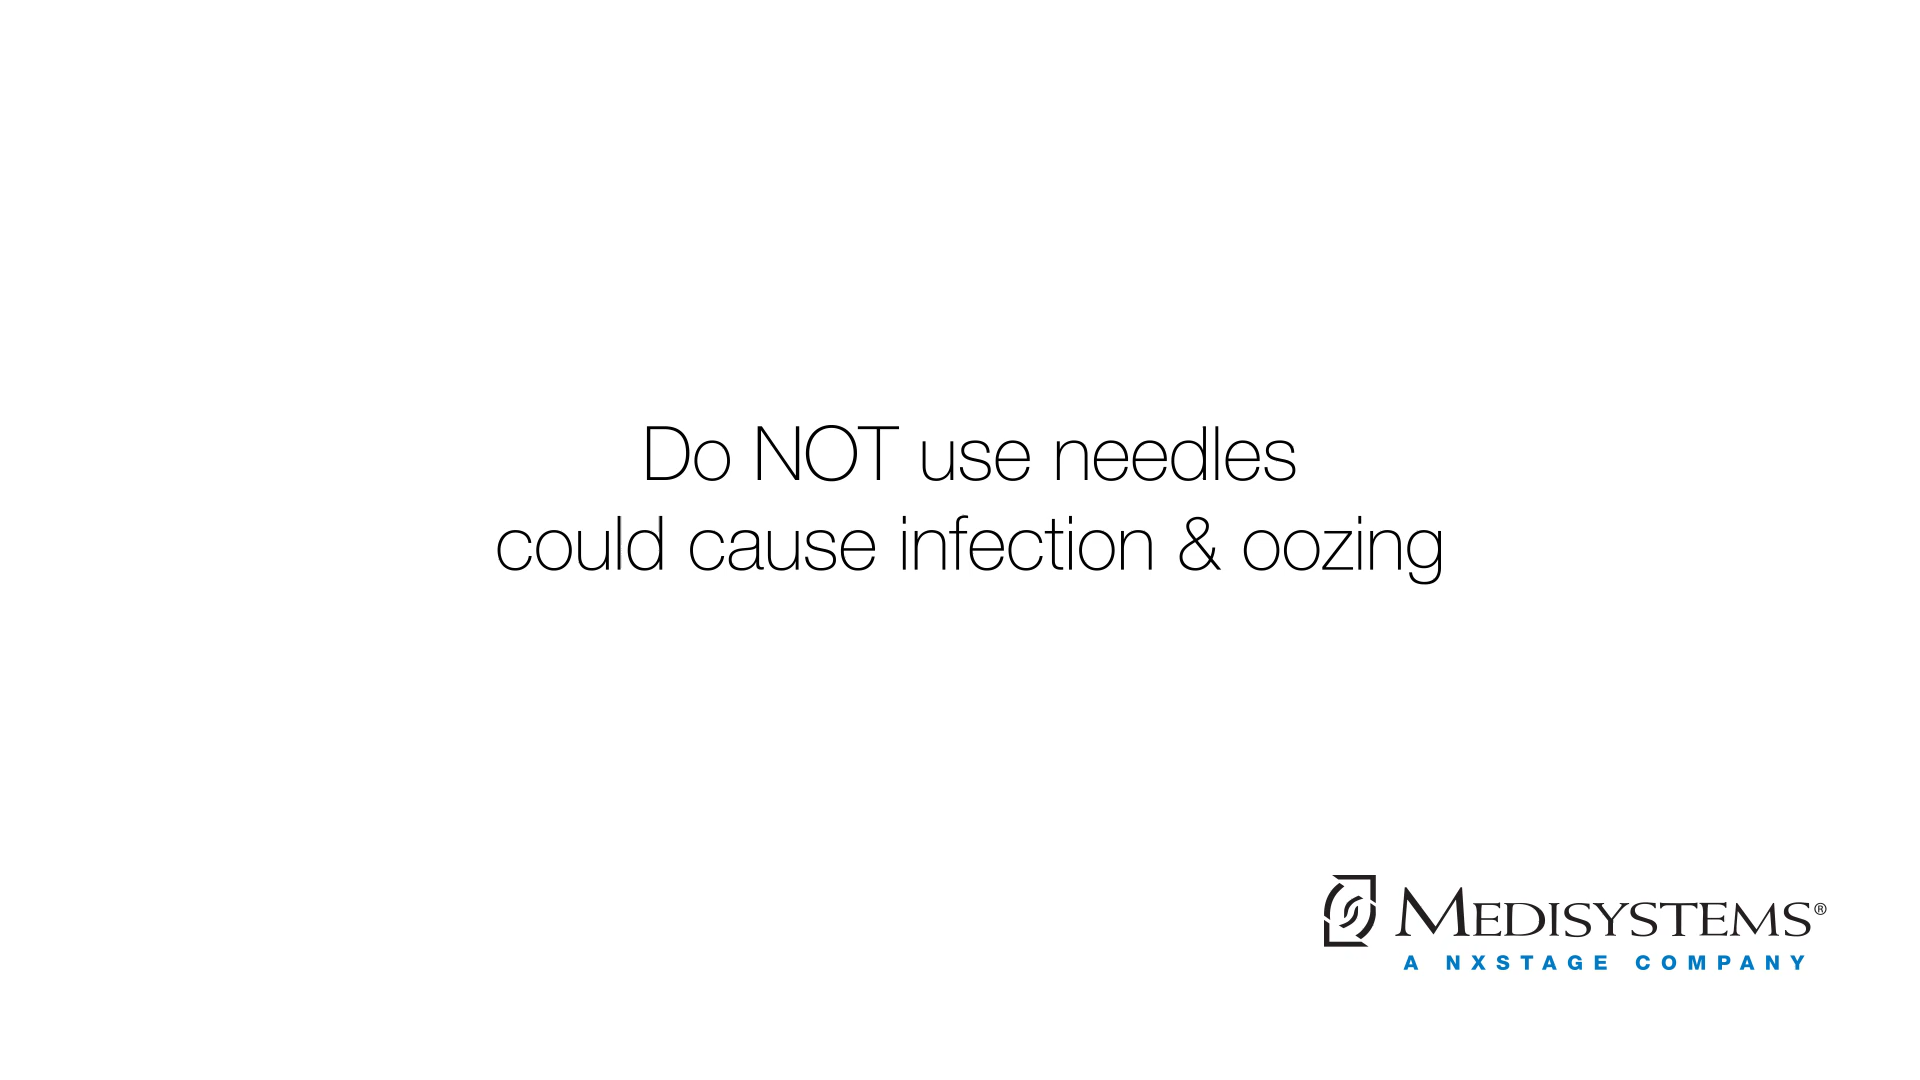 Do NOT use needles
could cause infection & oozing
MEDISYSTEMS®
A NXSTAGE COMPANY